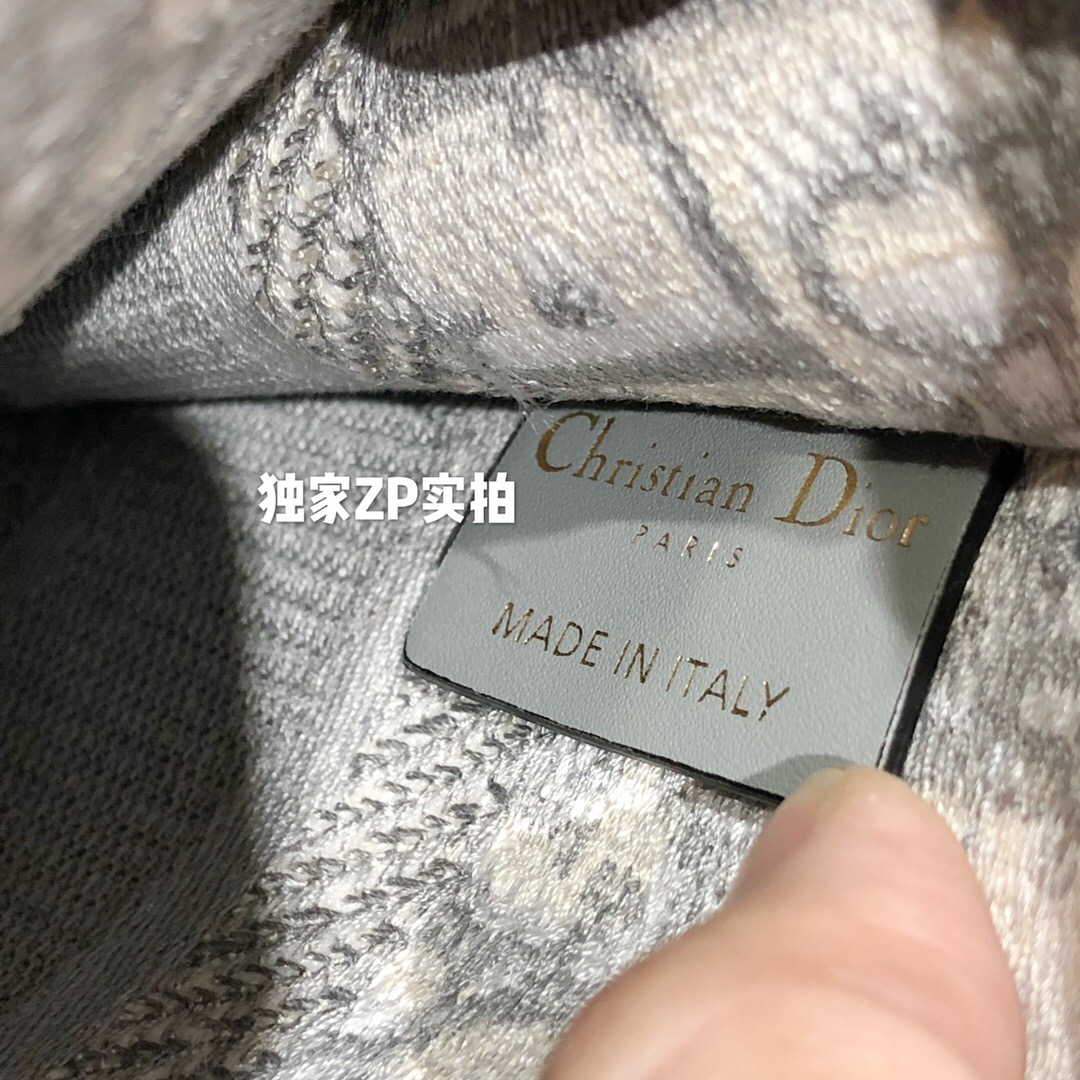 Christian Dior
独家ZP实拍
PARIS
MADE IN ITALY